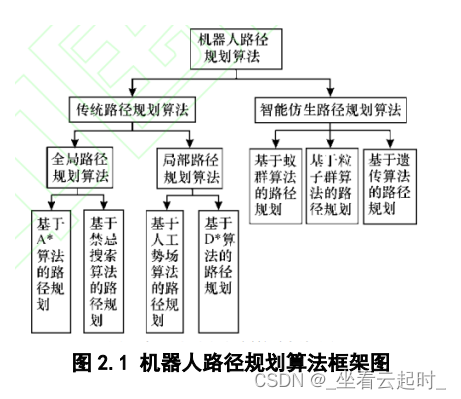 机器人路径
规划算法
传统路径规划算法
智能仿生路径规划算法
全局路径
规划算法
局部路径
规划算法
基于蚁
群算法
的路径
规划
基于粒
子群算
法的路
径规划
基于遗
传算法
的路径
规划
基于
A*
算法
的路
径规
划
基于
禁忌
搜索
算法
的路
径规
划
基于
人工
势场
算法
的路
径规
划
基于
D*算
法的
路径
规划
图 2.1 机器人路径规划算法框架图
CSDN @_坐看云起时_